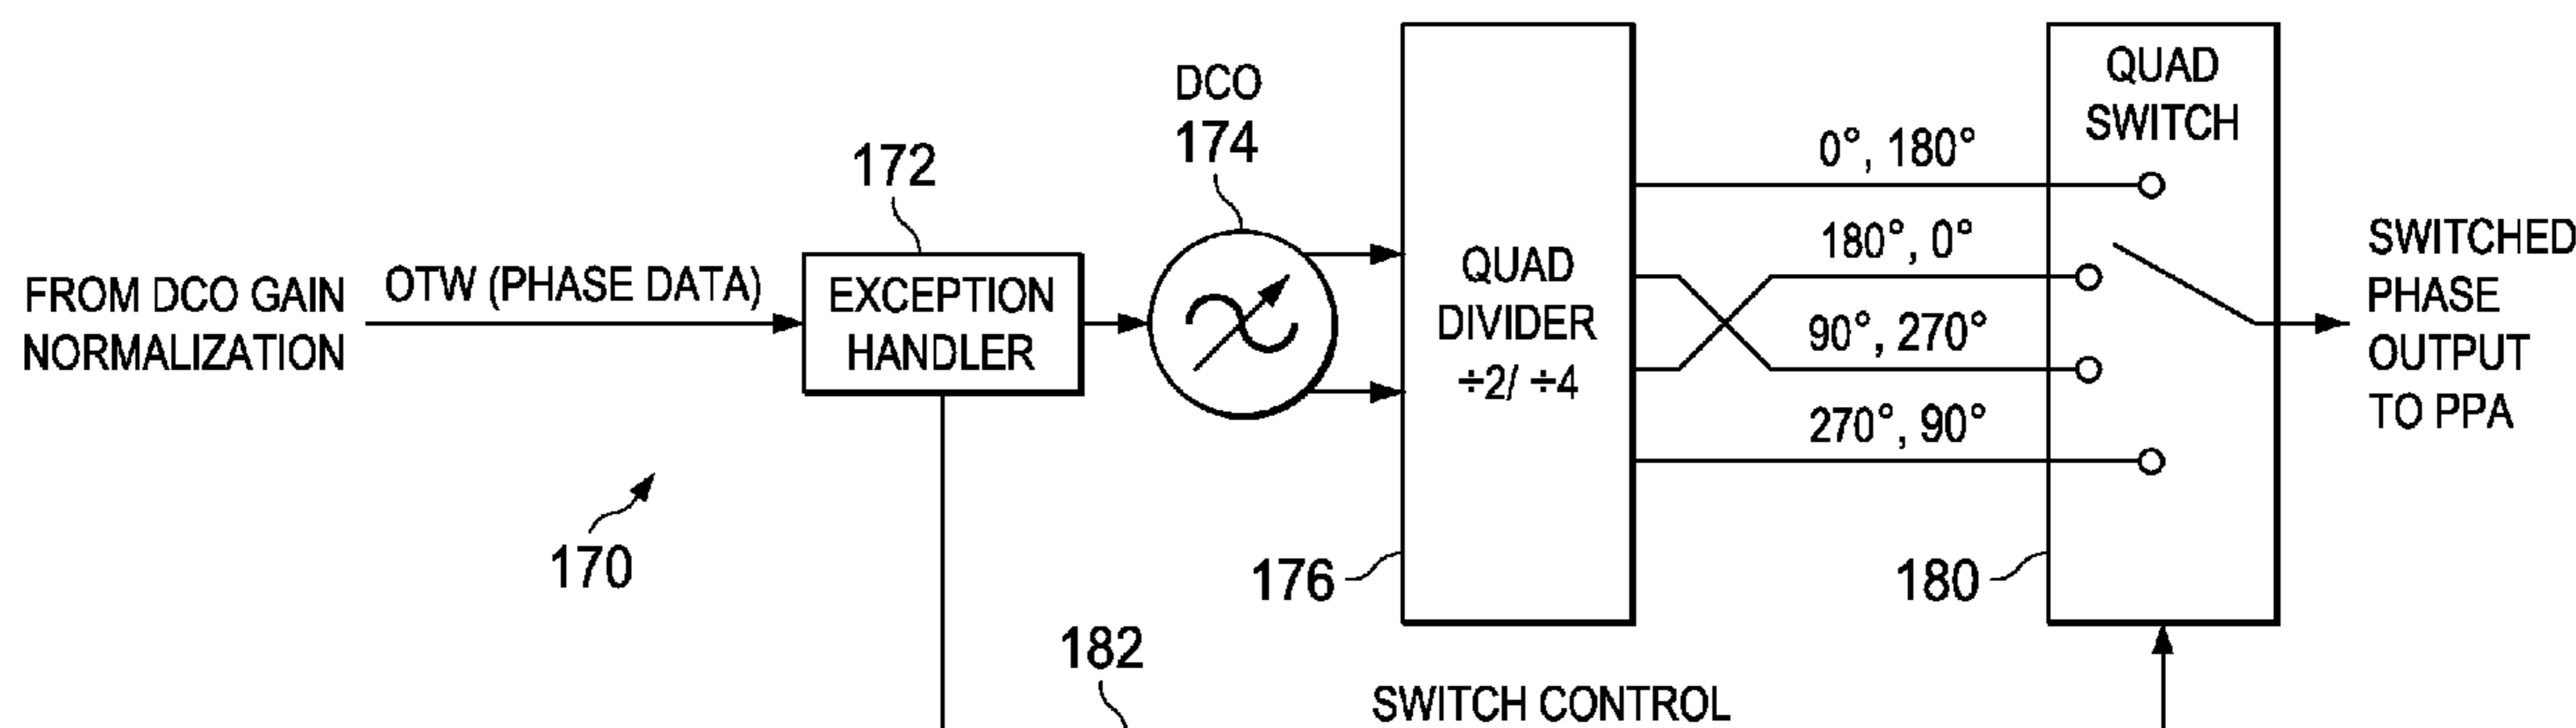 FROM DCO GAIN
NORMALIZATION
OTW (PHASE DATA)
172
EXCEPTION
HANDLER
DCO
174
QUAD
DIVIDER
÷2/ ÷4
176
0°, 180°
180°, 0°
90°, 270°
270°, 90°
QUAD
SWITCH
180
SWITCHED
PHASE
OUTPUT
TO PPA
170
182
SWITCH CONTROL